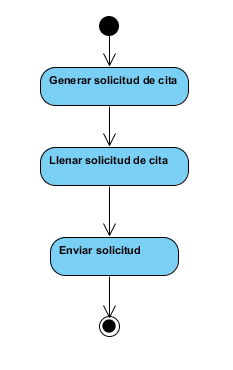 Generar solicitud de cita
Llenar solicitud de cita
Enviar solicitud